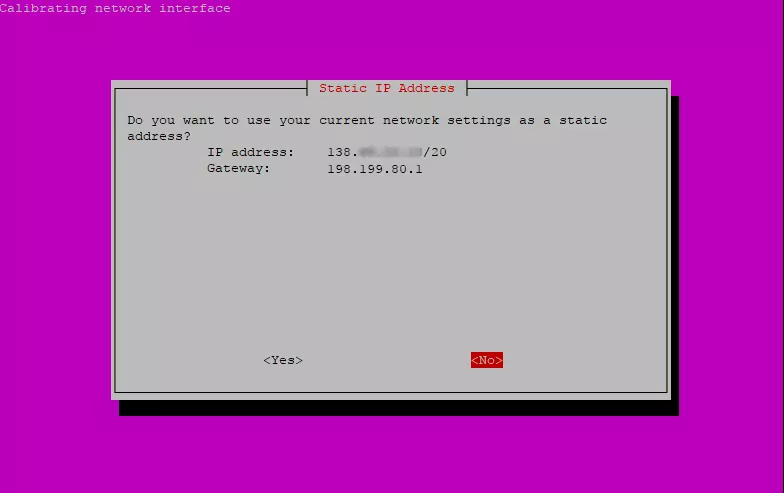 Calibrating network interface
Static IP Address
Do you want to use your current network settings as a static
address?
IP address: 138. /20
Gateway: 198.199.80.1
<Yes> <No>